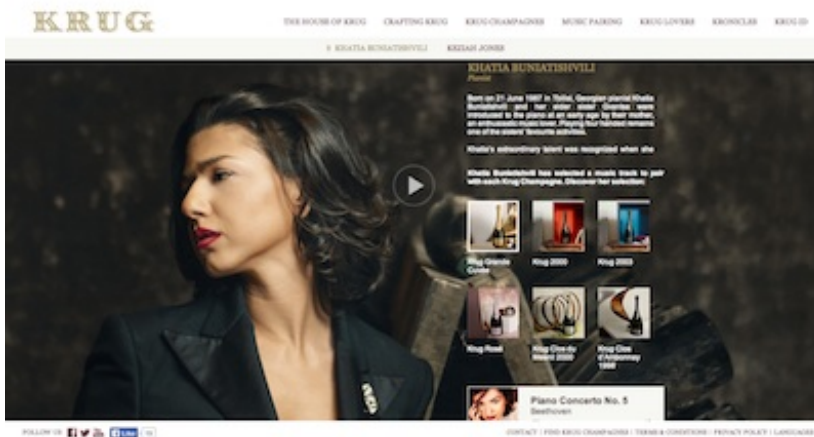 KRUG
THE HOUSE OF KRUG CRAFTING KRUG KRUG CHAMPAGNES MUSIC PAIRING KRUG LOVERS KRONICLES KRUG ID
KHATIA BUNIATISHVILI KEZIAH JONES
KHATIA BUNIATISHVILI
Pianist
Born on 21 June 1987 in Tbilisi, Georgian pianist Khatia
Buniatishvili and her elder sister Gvantsa were
introduced to the piano at an early age by their mother,
an enthusiastic music lover. Playing four handed remains
one of the sisters' favourite activities.
Khatia's extraordinary talent was recognized when she
Khatia Buniatishvili has selected a music track to pair
with each Krug Champagne. Discover her selection:
Krug Grande
Cuvée
Krug 2000
Krug 2003
Krug Rosé
Krug Clos du
Mesnil 2000
Krug Clos
d'Ambonnay
1998
Piano Concerto No. 5
Beethoven
FOLLOW US Like
CONTACT | FIND KRUG CHAMPAGNES | TERMS & CONDITIONS | PRIVACY POLICY | LANGUAGES